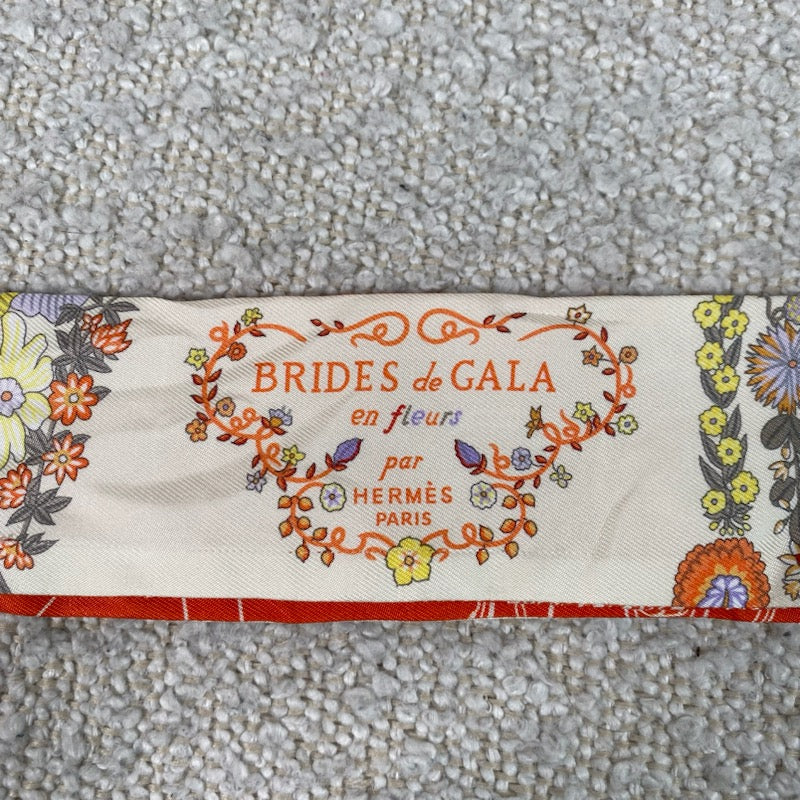 BRIDES de GALA
en fleurs
par
HERMÈS
PARIS